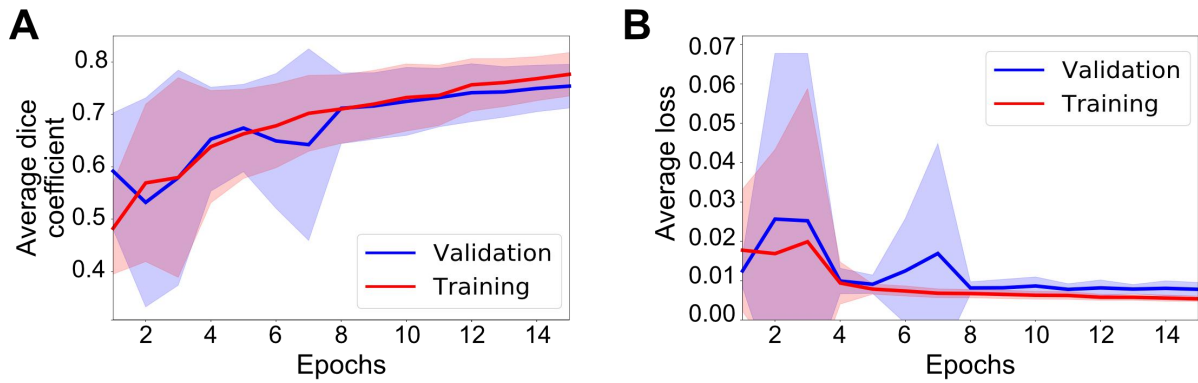 A
Average dice
coefficient
0.8
0.7
0.6
0.5
0.4
Validation
Training
2 4 6 8 10 12 14
Epochs
B
Average loss
0.07
0.06
0.05
0.04
0.03
0.02
0.01
0.00
Validation
Training
2 4 6 8 10 12 14
Epochs